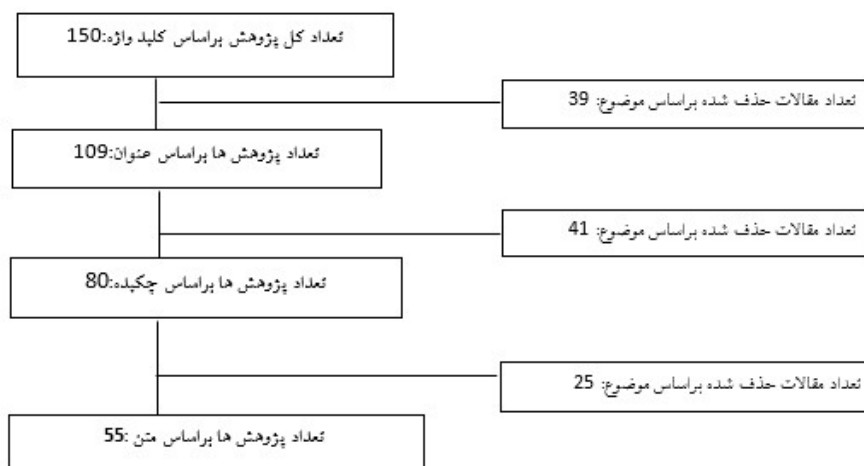 تعداد کل پژوهش براساس کلید واژه:150
تعداد مقالات حذف شده براساس موضوع: 39
تعداد پژوهش ها براساس عنوان:109
تعداد مقالات حذف شده براساس موضوع: 41
تعداد پژوهش ها براساس چکیده:80
تعداد مقالات حذف شده براساس موضوع: 25
تعداد پژوهش ها براساس متن :55